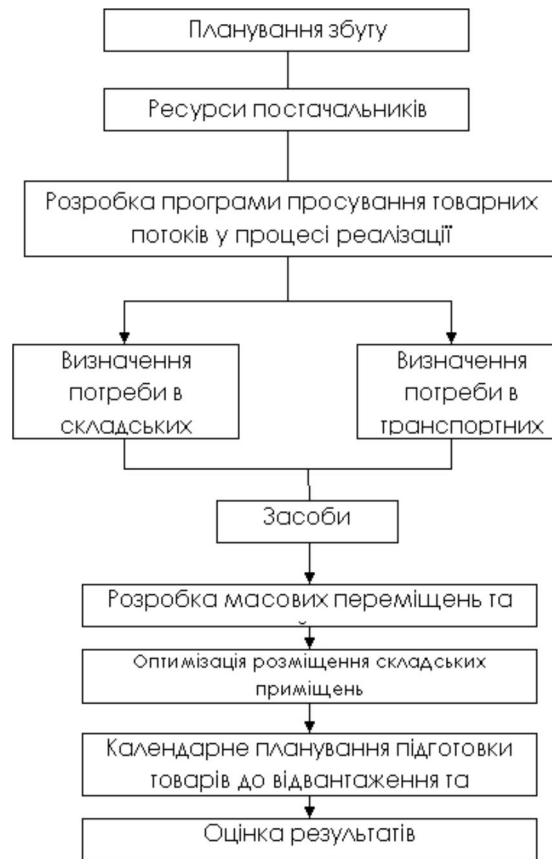 Планування збуту
Ресурси постачальників
Розробка програми просування товарних
потоків у процесі реалізації
Визначення
потреби в
складських
Визначення
потреби в
транспортних
Засоби
Розробка масових переміщень та
Оптимізація розміщення складських
приміщень
Календарне планування підготовки
товарів до відвантаження та
Оцінка результатів